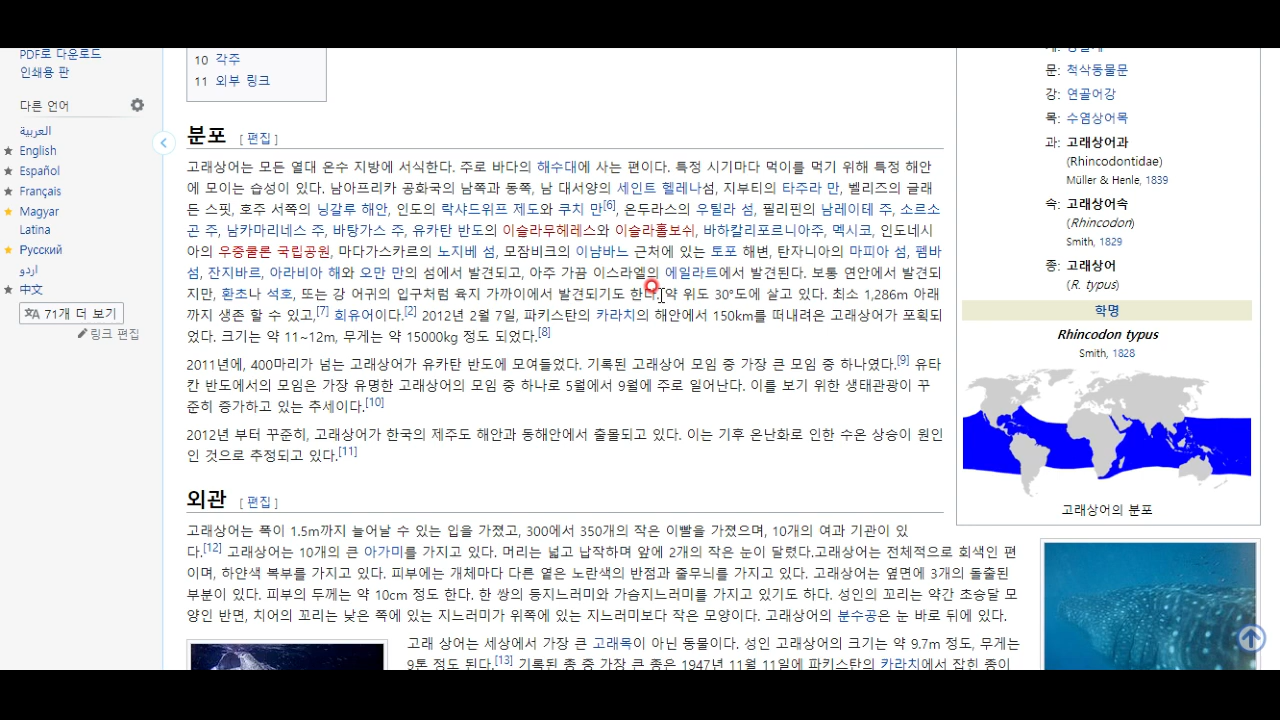 PDF로 다운로드
인쇄용 판
다른 언어
العربية
English
Español
Français
Magyar
Latina
Русский
اردو
中文
71개 더 보기
링크 편집
10 각주
11 외부 링크
분포 [ 편집 ]
고래상어는 모든 열대 온수 지방에 서식한다. 주로 바다의 해수대에 사는 편이다. 특정 시기마다 먹이를 먹기 위해 특정 해안
에 모이는 습성이 있다. 남아프리카 공화국의 남쪽과 동쪽, 남 대서양의 세인트 헬레나섬, 지부티의 타주라 만, 벨리즈의 글래
든 스핏, 호주 서쪽의 닝갈루 해안, 인도의 락샤드위프 제도와 쿠치 만[6], 온두라스의 우틸라 섬, 필리핀의 남레이테 주, 소르소
곤 주, 남카마리네스 주, 바탕가스 주, 유카탄 반도의 이슬라무헤레스와 이슬라홀보쉬, 바하칼리포르니아주, 멕시코, 인도네시
아의 우중쿨론 국립공원, 마다가스카르의 노지베 섬, 모잠비크의 이냠바느 근처에 있는 토포 해변, 탄자니아의 마피아 섬, 펨바
섬, 잔지바르, 아라비아 해와 오만 만의 섬에서 발견되고, 아주 가끔 이스라엘의 에일라트에서 발견된다. 보통 연안에서 발견되
지만, 환초나 석호, 또는 강 어귀의 입구처럼 육지 가까이에서 발견되기도 한다. 약 위도 30°도에 살고 있다. 최소 1,286m 아래
까지 생존 할 수 있고,[7] 회유어이다.[2] 2012년 2월 7일, 파키스탄의 카라치의 해안에서 150km를 떠내려온 고래상어가 포획되
었다. 크기는 약 11~12m, 무게는 약 15000kg 정도 되었다.[8]
2011년에, 400마리가 넘는 고래상어가 유카탄 반도에 모여들었다. 기록된 고래상어 모임 중 가장 큰 모임 중 하나였다.[9] 유타
칸 반도에서의 모임은 가장 유명한 고래상어의 모임 중 하나로 5월에서 9월에 주로 일어난다. 이를 보기 위한 생태관광이 꾸
준히 증가하고 있는 추세이다.[10]
2012년 부터 꾸준히, 고래상어가 한국의 제주도 해안과 동해안에서 출몰되고 있다. 이는 기후 온난화로 인한 수온 상승이 원인
인 것으로 추정되고 있다.[11]
외관 [ 편집 ]
고래상어는 폭이 1.5m까지 늘어날 수 있는 입을 가졌고, 300에서 350개의 작은 이빨을 가졌으며, 10개의 여과 기관이 있
다.[12] 고래상어는 10개의 큰 아가미를 가지고 있다. 머리는 넓고 납작하며 앞에 2개의 작은 눈이 달렸다.고래상어는 전체적으로 회색인 편
이며, 하얀색 복부를 가지고 있다. 피부에는 개체마다 다른 옅은 노란색의 반점과 줄무늬를 가지고 있다. 고래상어는 옆면에 3개의 돌출된
부분이 있다. 피부의 두께는 약 10cm 정도 한다. 한 쌍의 등지느러미와 가슴지느러미를 가지고 있기도 하다. 성인의 꼬리는 약간 초승달 모
양인 반면, 치어의 꼬리는 낮은 쪽에 있는 지느러미가 위쪽에 있는 지느러미보다 작은 모양이다. 고래상어의 분수공은 눈 바로 뒤에 있다.
고래 상어는 세상에서 가장 큰 고래목이 아닌 동물이다. 성인 고래상어의 크기는 약 9.7m 정도, 무게는
9톤 정도 된다.[13] 기록된 종 중 가장 큰 종은 1947년 11월 11일에 파키스탄의 카라치에서 잡힌 종이
문: 척삭동물문
강: 연골어강
목: 수염상어목
과: 고래상어과
(Rhincodontidae)
Müller & Henle, 1839
속: 고래상어속
(Rhincodon)
Smith, 1829
종: 고래상어
(R. typus)
학명
Rhincodon typus
Smith, 1828
고래상어의 분포